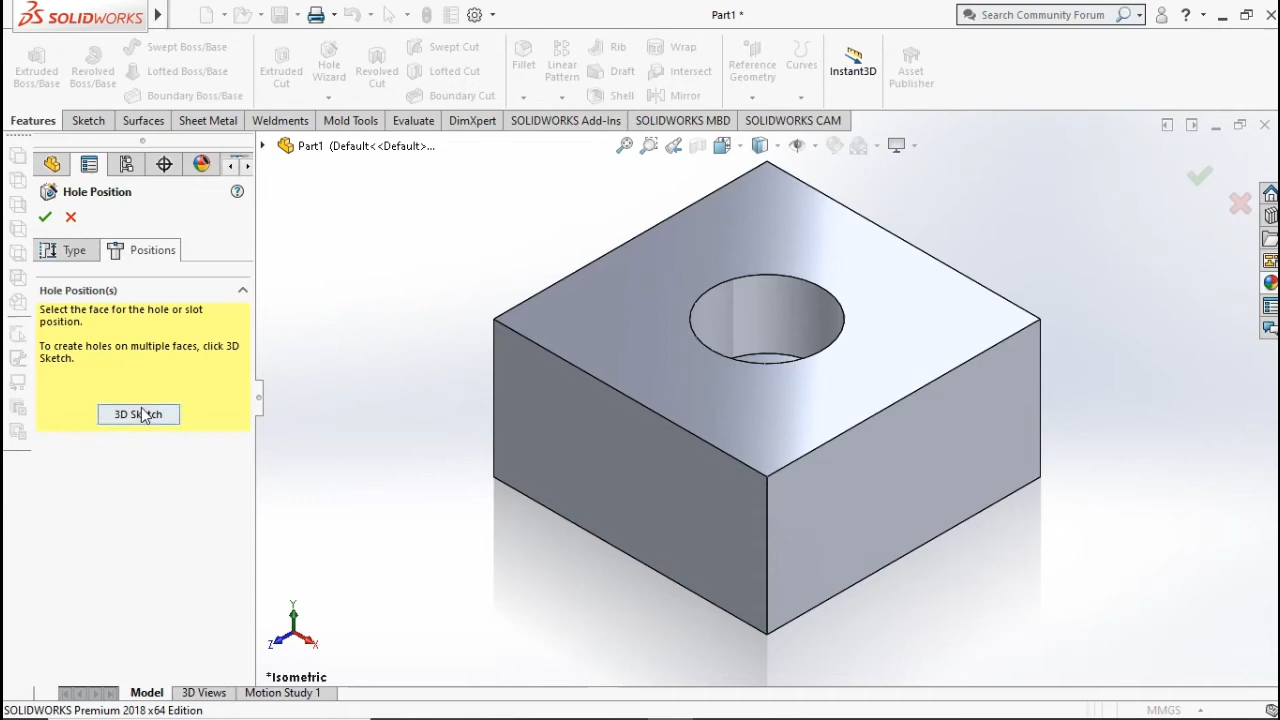 SOLIDWORKS
Part1 *
Search Community Forum
?
Extruded Boss/Base
Revolved Boss/Base
Swept Boss/Base
Lofted Boss/Base
Boundary Boss/Base
Extruded Cut
Hole Wizard
Revolved Cut
Swept Cut
Lofted Cut
Boundary Cut
Fillet
Linear Pattern
Rib
Draft
Shell
Wrap
Intersect
Mirror
Reference Geometry
Curves
Instant3D
Asset Publisher
Features
Sketch
Surfaces
Sheet Metal
Weldments
Mold Tools
Evaluate
DimXpert
SOLIDWORKS Add-Ins
SOLIDWORKS MBD
SOLIDWORKS CAM
Part1 (Default<<Default>...
Hole Position
?
Type
Positions
Hole Position(s)
Select the face for the hole or slot
position.
To create holes on multiple faces, click 3D
Sketch.
3D Sketch
Y
Z
X
*Isometric
Model
3D Views
Motion Study 1
SOLIDWORKS Premium 2018 x64 Edition
MMGS